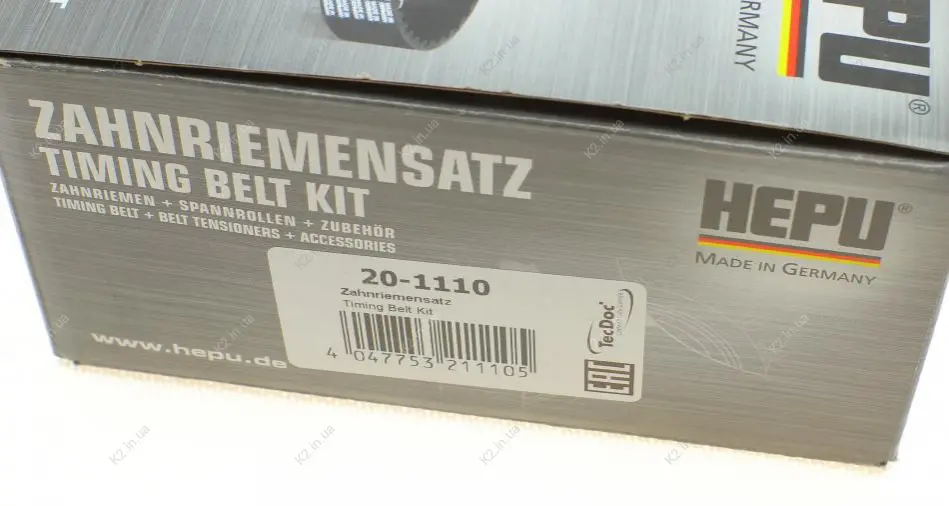 HEPU®
GERMANY
ZAHNRIEMENSATZ
TIMING BELT KIT
ZAHNRIEMEN + SPANNROLLEN + ZUBEHÖR
TIMING BELT + BELT TENSIONERS + ACCESSORIES
HEPU®
MADE IN GERMANY
20-1110
Zahnriemensatz
Timing Belt Kit
4 047753 211105
TecDoc®
EAC
www.hepu.de
K2.in.ua